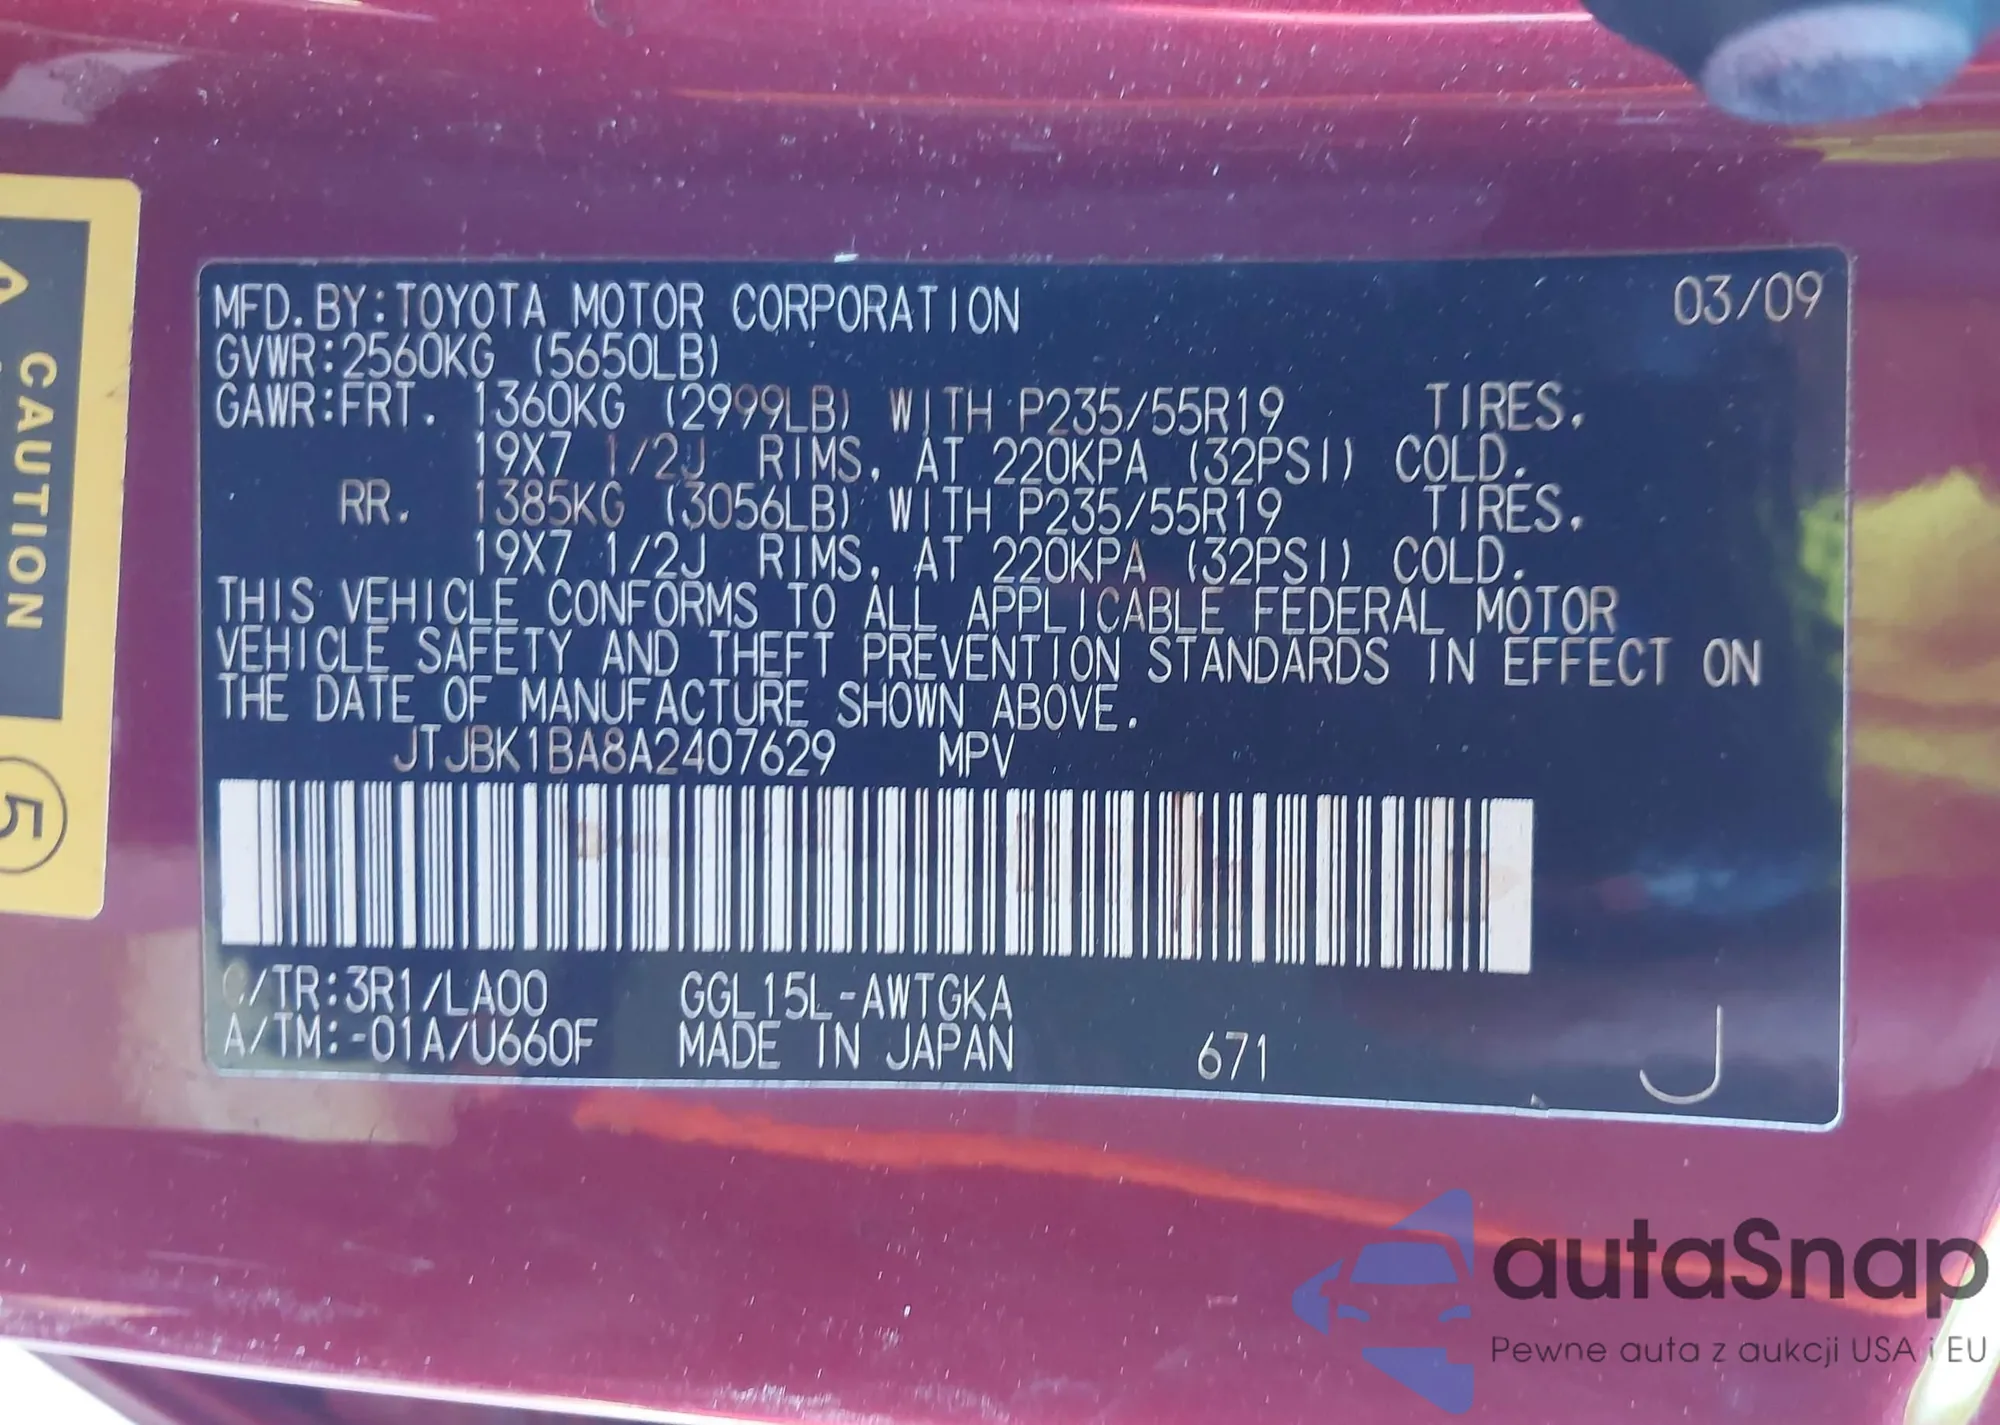 CAUTION
5
MFD. BY:TOYOTA MOTOR CORPORATION 03/09
GVWR:2560KG (5650LB)
GAWR:FRT. 1360KG (2999LB) WITH P235/55R19 TIRES,
19X7 1/2J RIMS, AT 220KPA (32PSI) COLD.
RR. 1385KG (3056LB) WITH P235/55R19 TIRES,
19X7 1/2J RIMS, AT 220KPA (32PSI) COLD.
THIS VEHICLE CONFORMS TO ALL APPLICABLE FEDERAL MOTOR
VEHICLE SAFETY AND THEFT PREVENTION STANDARDS IN EFFECT ON
THE DATE OF MANUFACTURE SHOWN ABOVE.
JTJBK1BA8A2407629 MPV
C/TR:3R1/LA00 GGL15L-AWTGKA
A/TM:-01A/U660F MADE IN JAPAN 671 J
autaSnap
Pewne auta z aukcji USA i EU